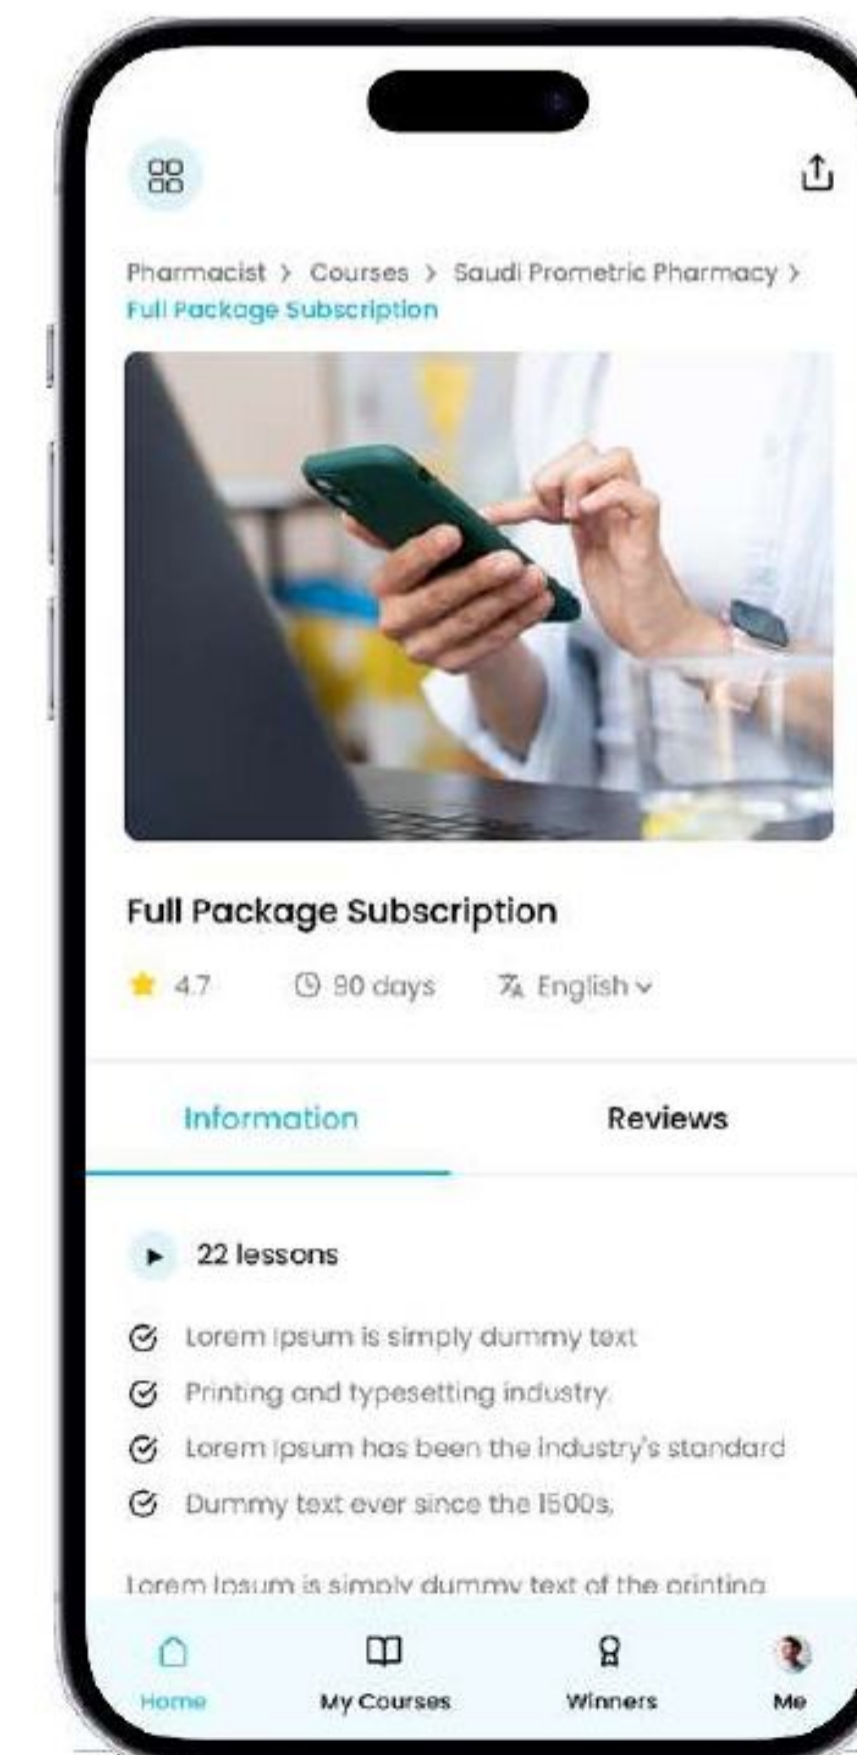 Pharmacist > Courses > Saudi Prometric Pharmacy >
Full Package Subscription
Full Package Subscription
4.7 90 days English
Information Reviews
22 lessons
Lorem Ipsum is simply dummy text
Printing and typesetting industry.
Lorem Ipsum has been the industry's standard
Dummy text ever since the 1500s,
Lorem Ipsum is simply dummy text of the printing
Home My Courses Winners Me